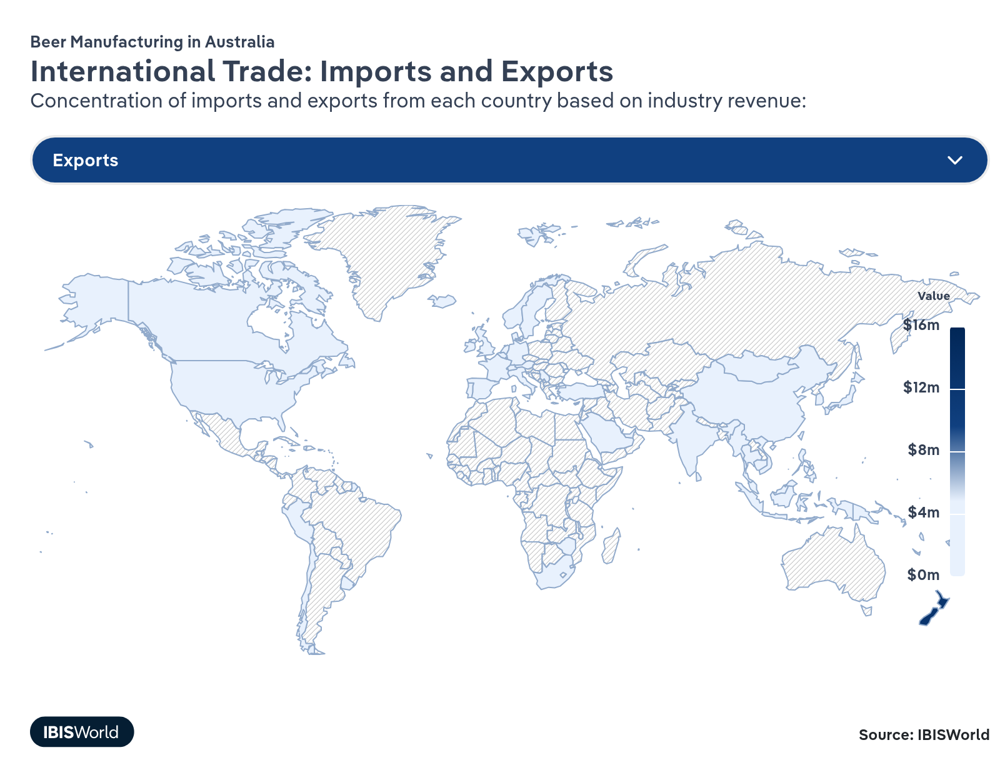 Beer Manufacturing in Australia
International Trade: Imports and Exports
Concentration of imports and exports from each country based on industry revenue:
Exports
Value
$16m
$12m
$8m
$4m
$0m
IBISWorld
Source: IBISWorld